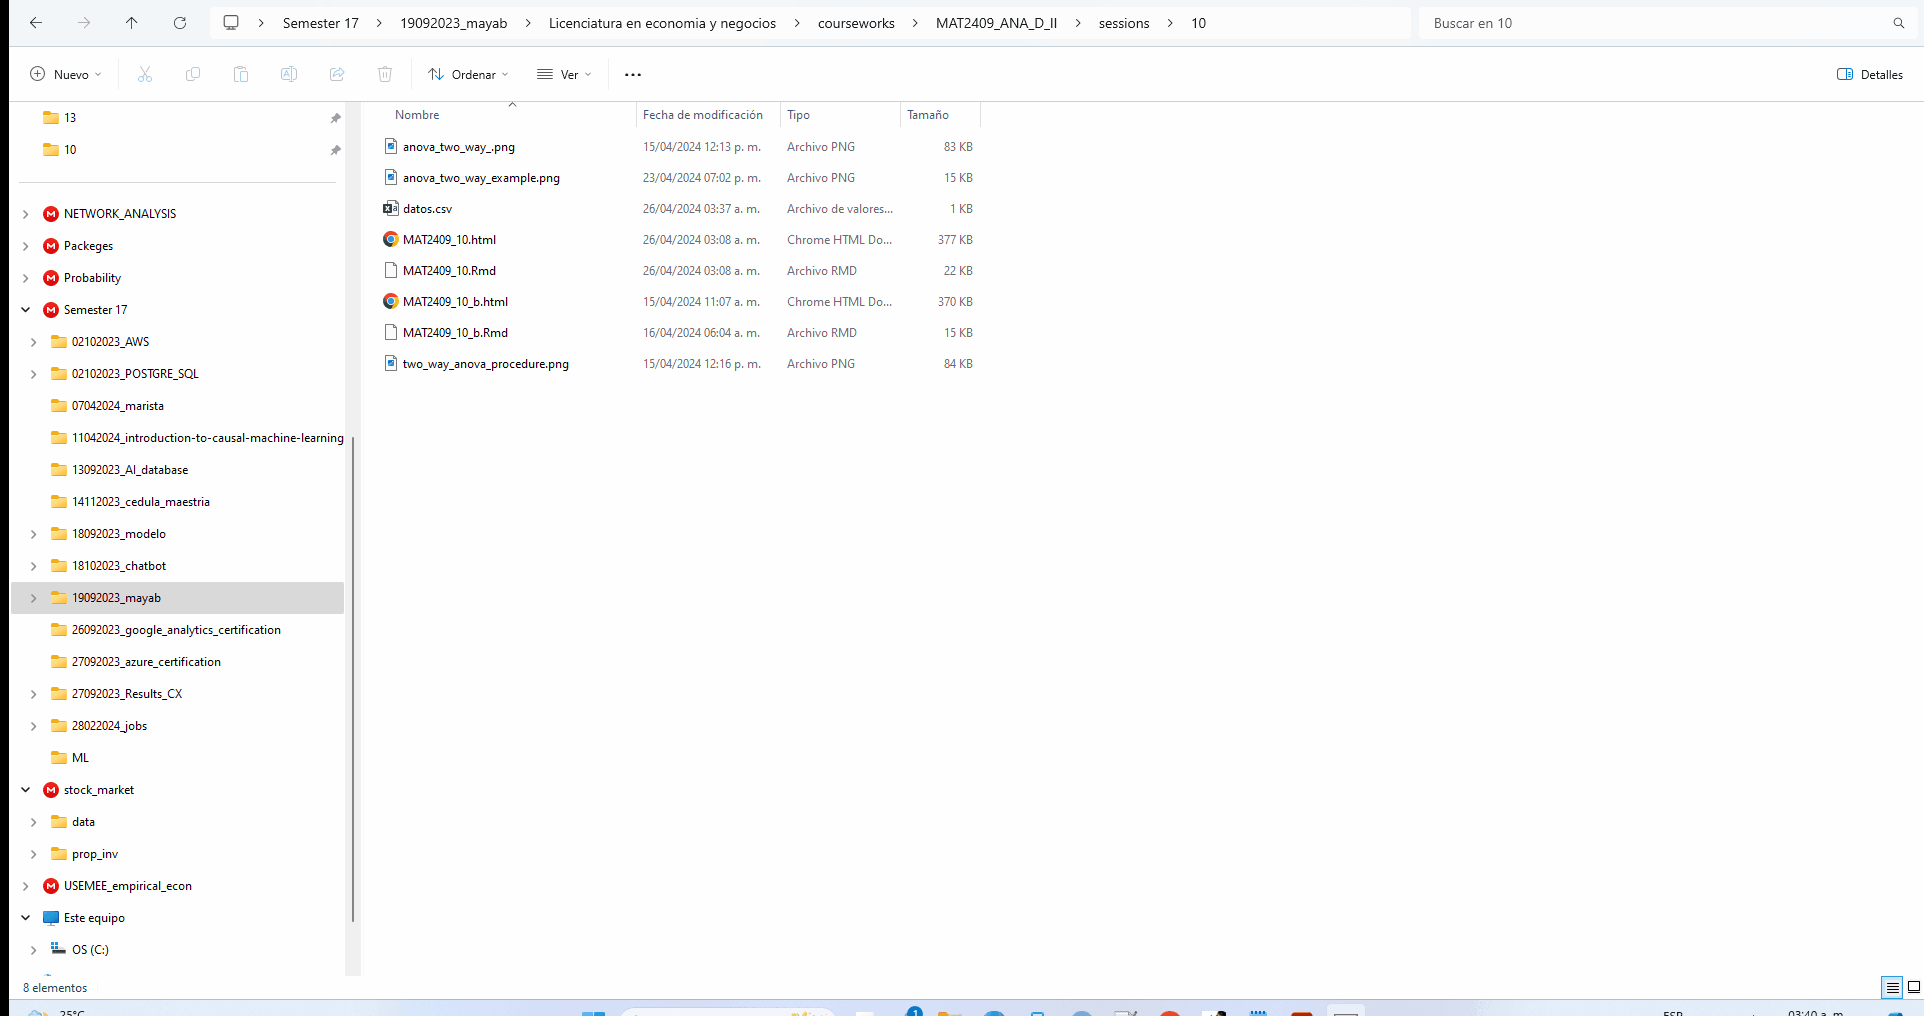 Semester 17 > 19092023_mayab > Licenciatura en economia y negocios > courseworks > MAT2409_ANA_D_II > sessions > 10
Buscar en 10
Nuevo
Ordenar
Ver
Detalles
13
10
NETWORK_ANALYSIS
Packeges
Probability
Semester 17
02102023_AWS
02102023_POSTGRE_SQL
07042024_marista
11042024_introduction-to-causal-machine-learning
13092023_AI_database
14112023_cedula_maestria
18092023_modelo
18102023_chatbot
19092023_mayab
26092023_google_analytics_certification
27092023_azure_certification
27092023_Results_CX
28022024_jobs
ML
stock_market
data
prop_inv
USEMEE_empirical_econ
Este equipo
OS (C:)
Nombre Fecha de modificación Tipo Tamaño
anova_two_way_.png 15/04/2024 12:13 p. m. Archivo PNG 83 KB
anova_two_way_example.png 23/04/2024 07:02 p. m. Archivo PNG 15 KB
datos.csv 26/04/2024 03:37 a. m. Archivo de valores... 1 KB
MAT2409_10.html 26/04/2024 03:08 a. m. Chrome HTML Do... 377 KB
MAT2409_10.Rmd 26/04/2024 03:08 a. m. Archivo RMD 22 KB
MAT2409_10_b.html 15/04/2024 11:07 a. m. Chrome HTML Do... 370 KB
MAT2409_10_b.Rmd 16/04/2024 06:04 a. m. Archivo RMD 15 KB
two_way_anova_procedure.png 15/04/2024 12:16 p. m. Archivo PNG 84 KB
8 elementos
25°C
1
ESP
03:40 a. m.